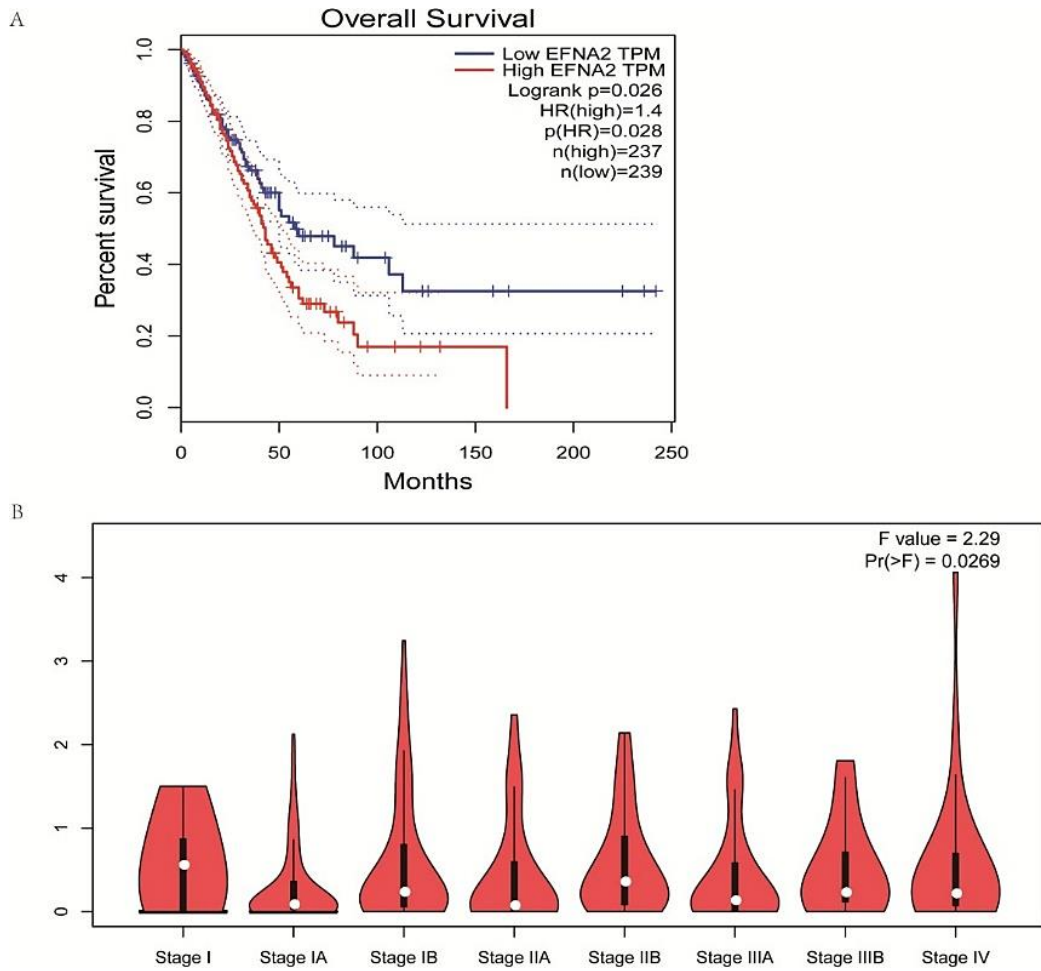 A
Overall Survival
Low EFNA2 TPM
High EFNA2 TPM
Logrank p=0.026
HR(high)=1.4
p(HR)=0.028
n(high)=237
n(low)=239
Percent survival
1.0
0.8
0.6
0.4
0.2
0.0
0 50 100 150 200 250
Months
B
F value = 2.29
Pr(>F) = 0.0269
4
3
2
1
0
Stage I Stage IA Stage IB Stage IIA Stage IIB Stage IIIA Stage IIIB Stage IV